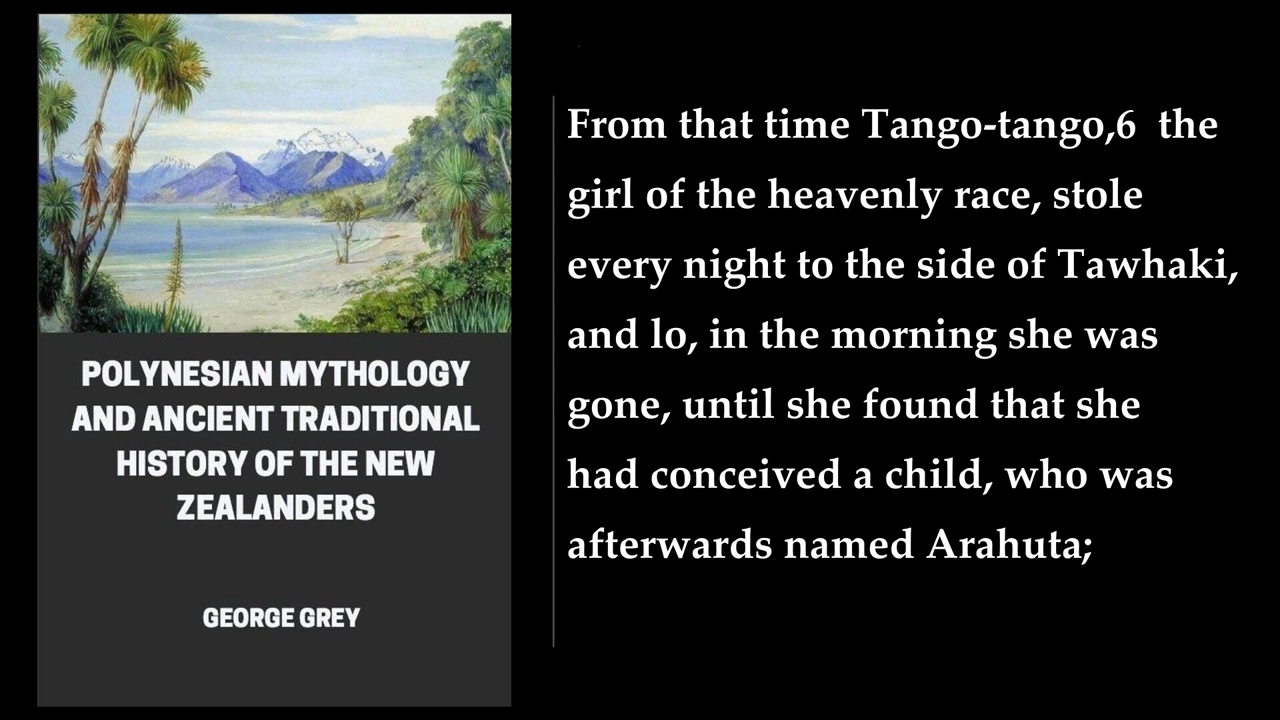 POLYNESIAN MYTHOLOGY
AND ANCIENT TRADITIONAL
HISTORY OF THE NEW
ZEALANDERS
GEORGE GREY
From that time Tango-tango,6  the
girl of the heavenly race, stole
every night to the side of Tawhaki,
and lo, in the morning she was
gone, until she found that she
had conceived a child, who was
afterwards named Arahuta;